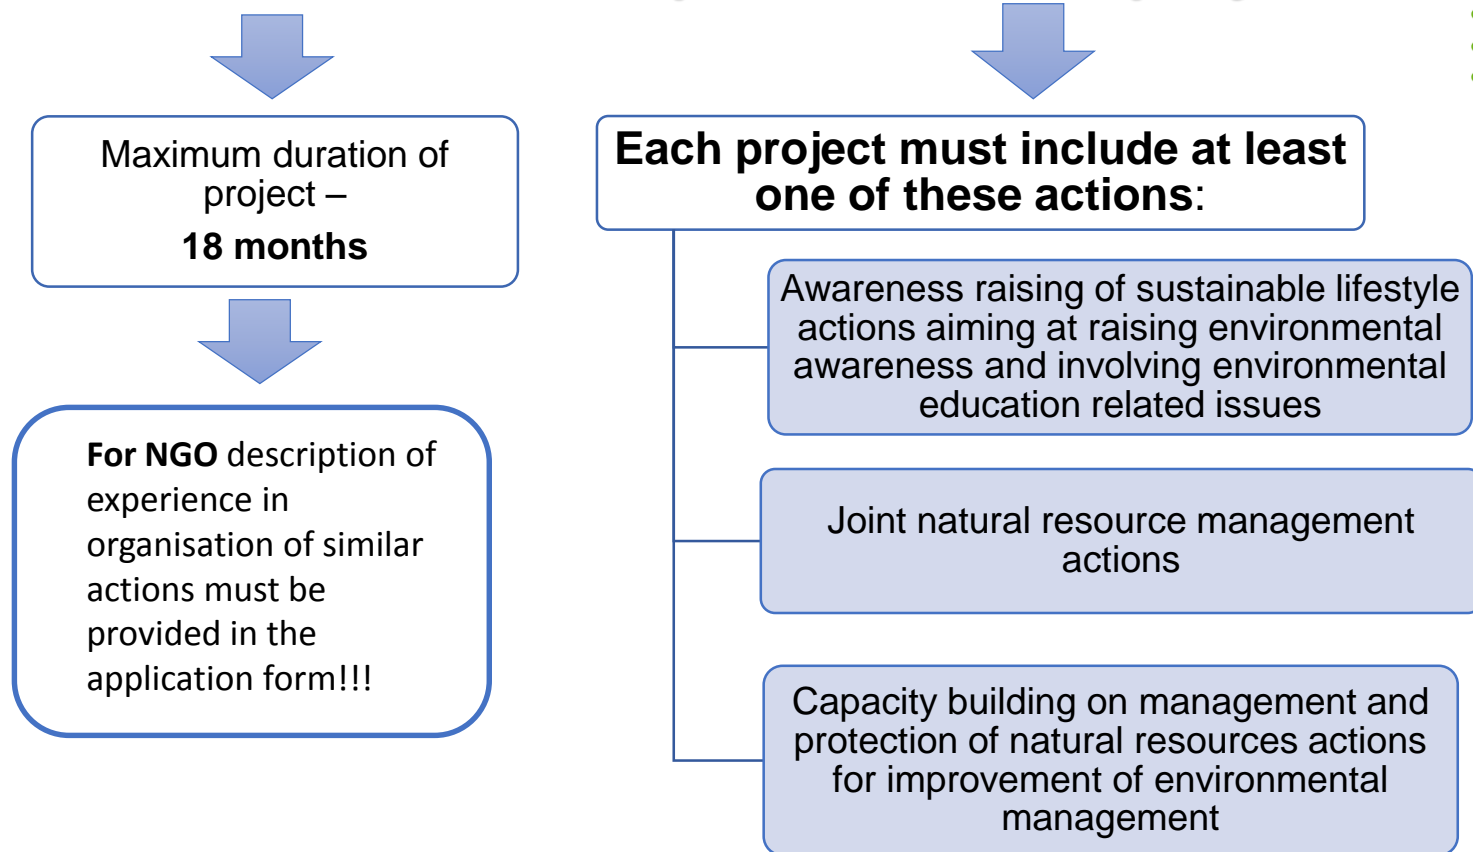 Maximum duration of
project –
18 months
For NGO description of
experience in
organisation of similar
actions must be
provided in the
application form!!!
Each project must include at least
one of these actions:
Awareness raising of sustainable lifestyle
actions aiming at raising environmental
awareness and involving environmental
education related issues
Joint natural resource management
actions
Capacity building on management and
protection of natural resources actions
for improvement of environmental
management